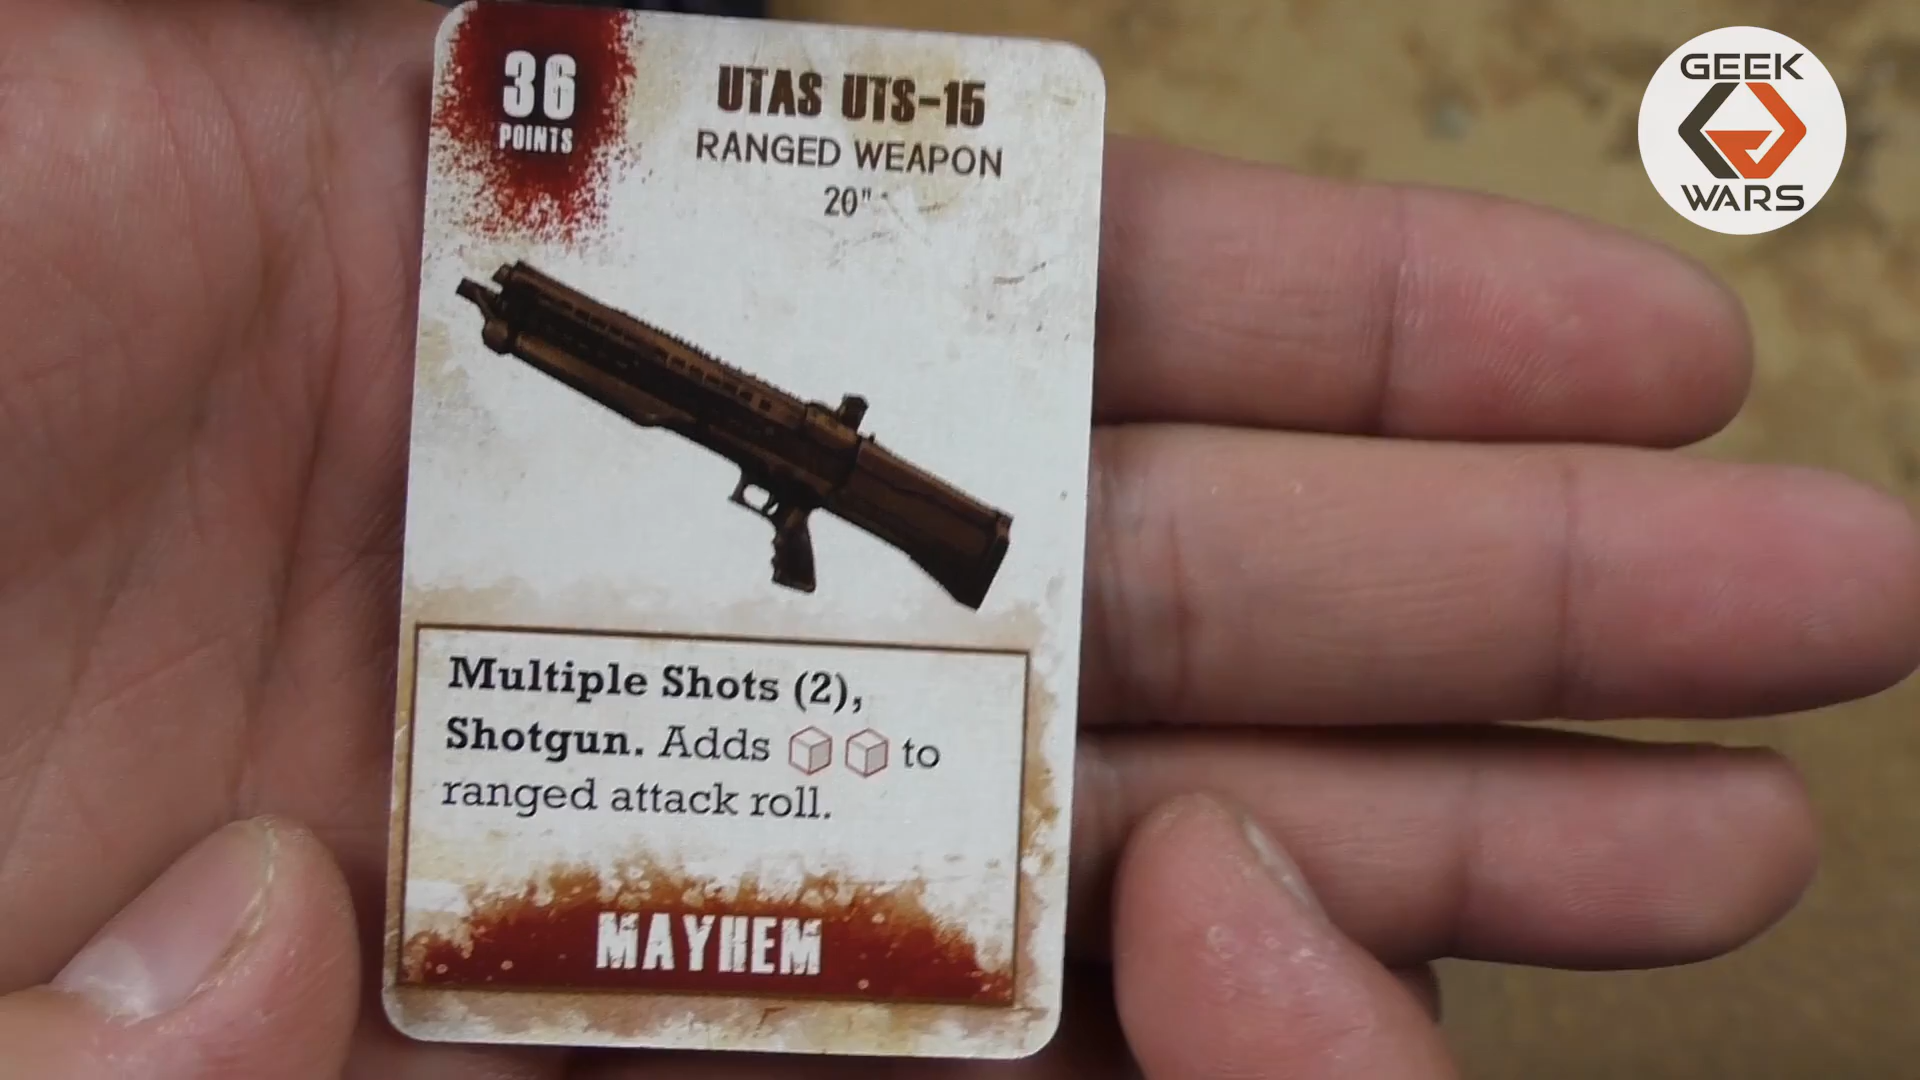 36
POINTS
UTAS UTS-15
RANGED WEAPON
20"
Multiple Shots (2),
Shotgun. Adds to
ranged attack roll.
MAYHEM
GEEK
WARS